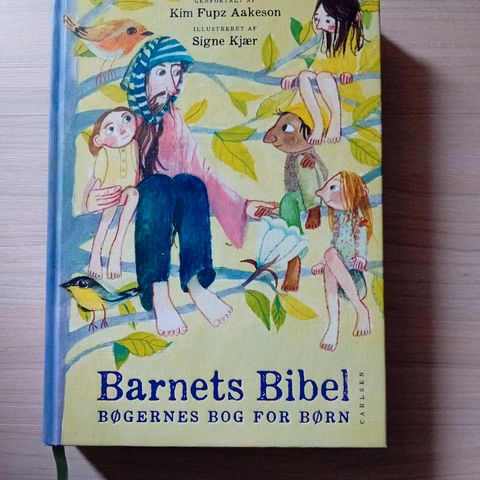 GENFORTALT AF
Kim Fupz Aakeson
ILLUSTRERET AF
Signe Kjær
Barnets Bibel
BØGERNES BOG FOR BØRN
CARLSEN